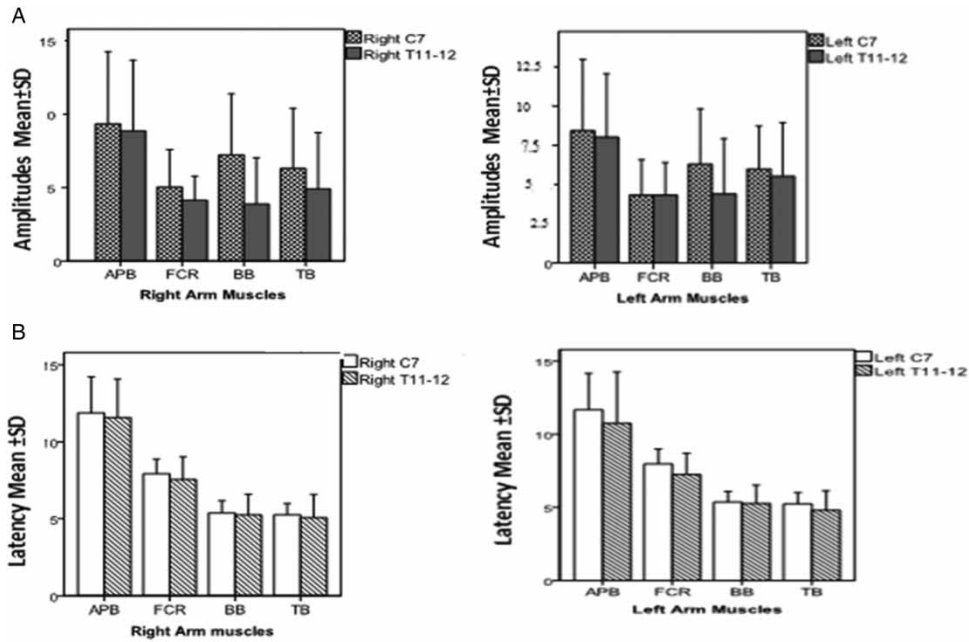 A
Amplitudes Mean±SD
15
0
5
0
APB FCR BB TB
Right Arm Muscles
Right C7
Right T11-12
Amplitudes Mean±SD
12.5
10
7.5
5
2.5
0
APB FCR BB TB
Left Arm Muscles
Left C7
Left T11-12
B
Latency Mean ±SD
15
10
5
0
APB FCR BB TB
Right Arm muscles
Right C7
Right T11-12
Latency Mean ±SD
15
10
5
0
APB FCR BB TB
Left Arm Muscles
Left C7
Left T11-12